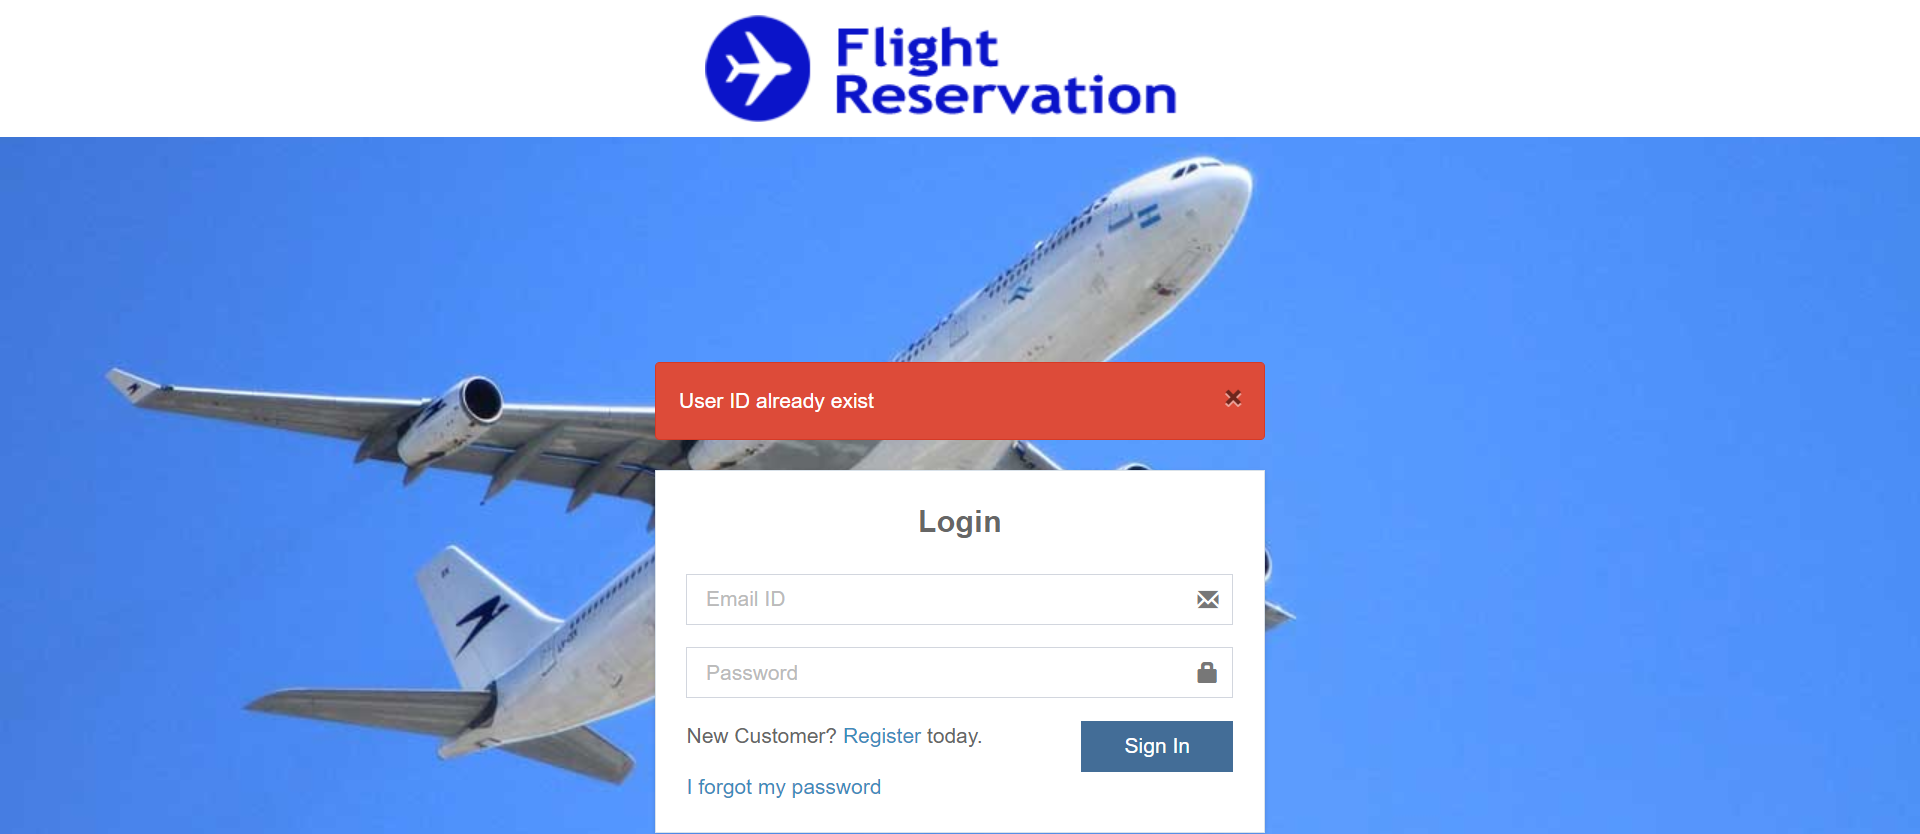 Flight
Reservation
User ID already exist
Login
Email ID
Password
New Customer? Register today.
Sign In
I forgot my password